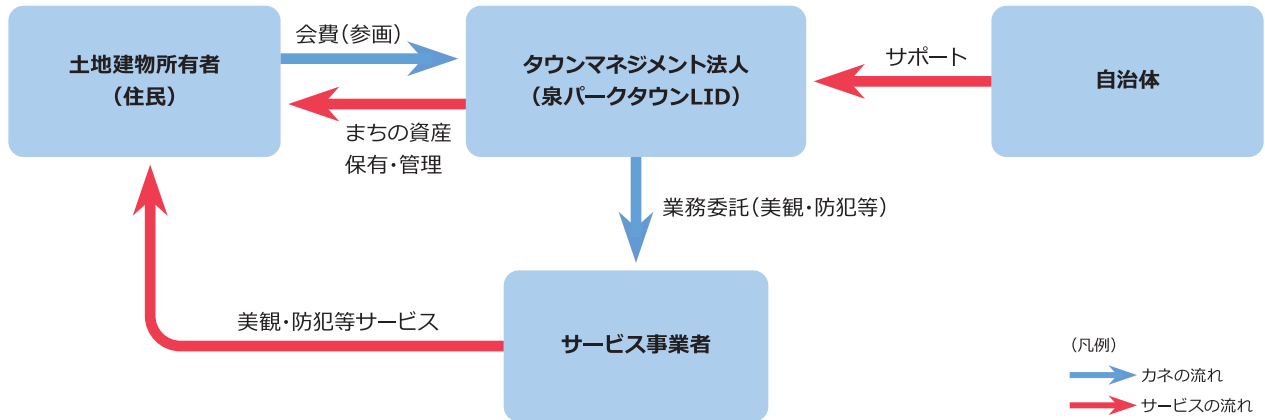 土地建物所有者
（住民）
会費（参画）
まちの資産
保有・管理
タウンマネジメント法人
（泉パークタウンLID）
サポート
自治体
業務委託（美観・防犯等）
美観・防犯等サービス
サービス事業者
（凡例）
カネの流れ
サービスの流れ